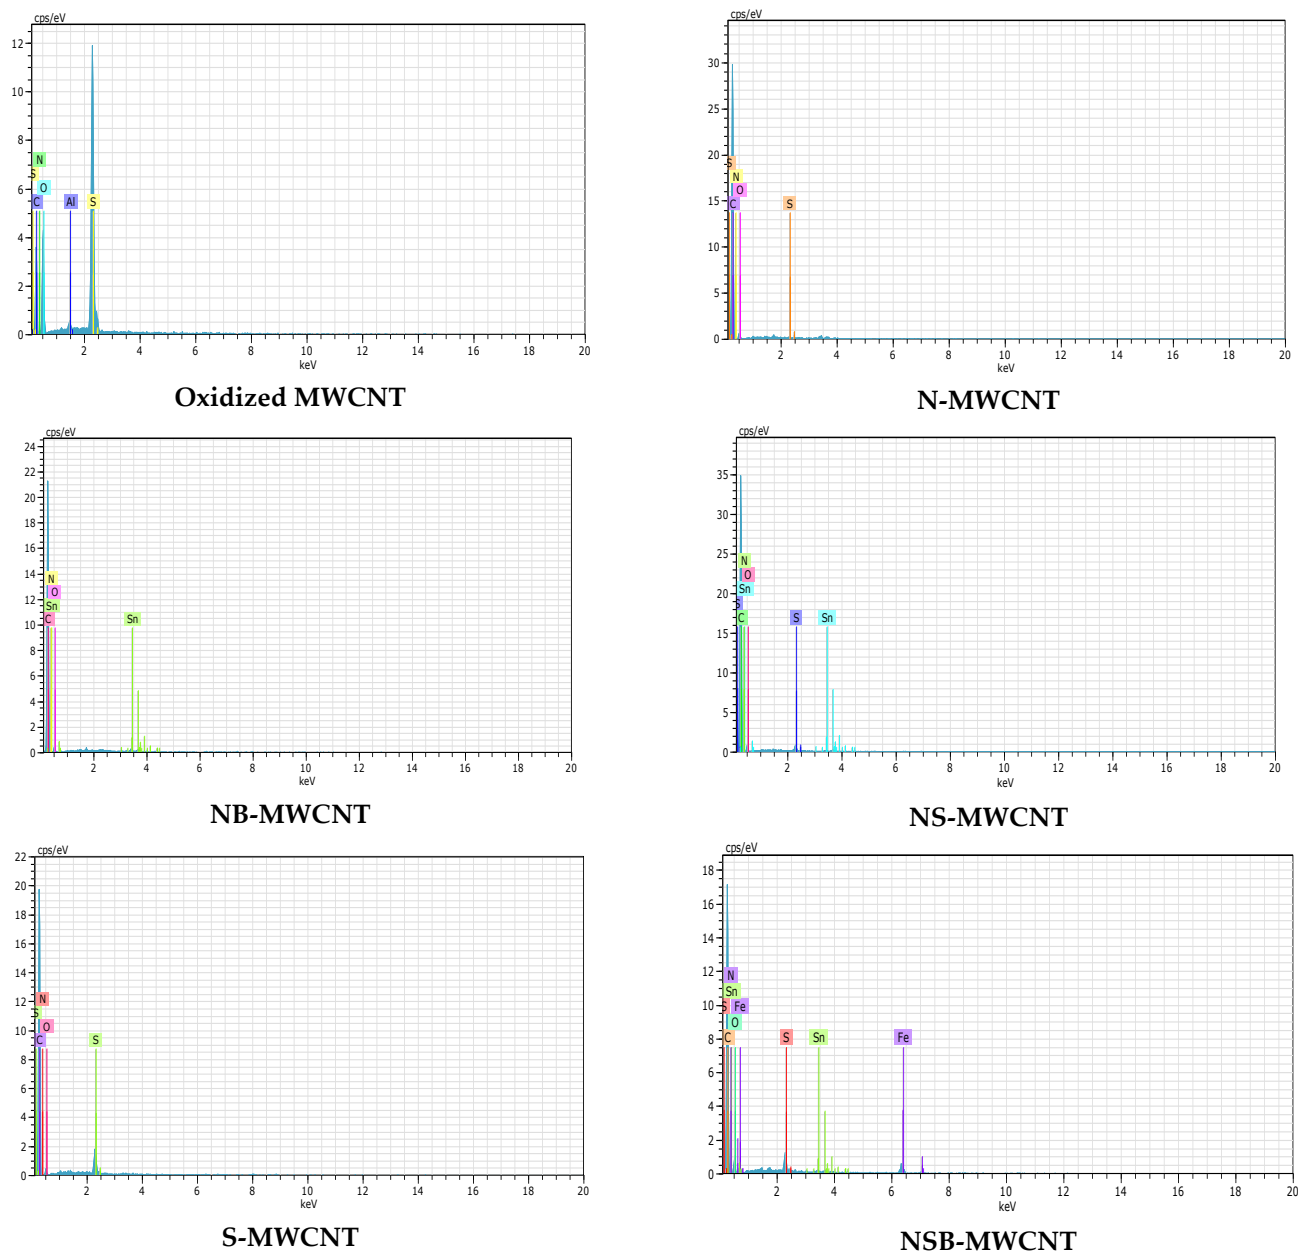 cps/eV
12
10
8
6
4
2
0
N
S
O
C
Al
S
2 4 6 8 10 12 14 16 18 20
keV
Oxidized MWCNT
cps/eV
30
25
20
15
10
5
0
S
N
O
C
S
2 4 6 8 10 12 14 16 18 20
keV
N-MWCNT
cps/eV
24
22
20
18
16
14
12
10
8
6
4
2
0
N
O
Sn
C
Sn
2 4 6 8 10 12 14 16 18 20
keV
NB-MWCNT
cps/eV
35
30
25
20
15
10
5
0
N
O
Sn
S
C
S
Sn
2 4 6 8 10 12 14 16 18 20
keV
NS-MWCNT
cps/eV
22
20
18
16
14
12
10
8
6
4
2
0
N
S
O
C
S
2 4 6 8 10 12 14 16 18 20
keV
S-MWCNT
cps/eV
18
16
14
12
10
8
6
4
2
0
N
Sn
S
Fe
O
C
S
Sn
Fe
2 4 6 8 10 12 14 16 18 20
keV
NSB-MWCNT